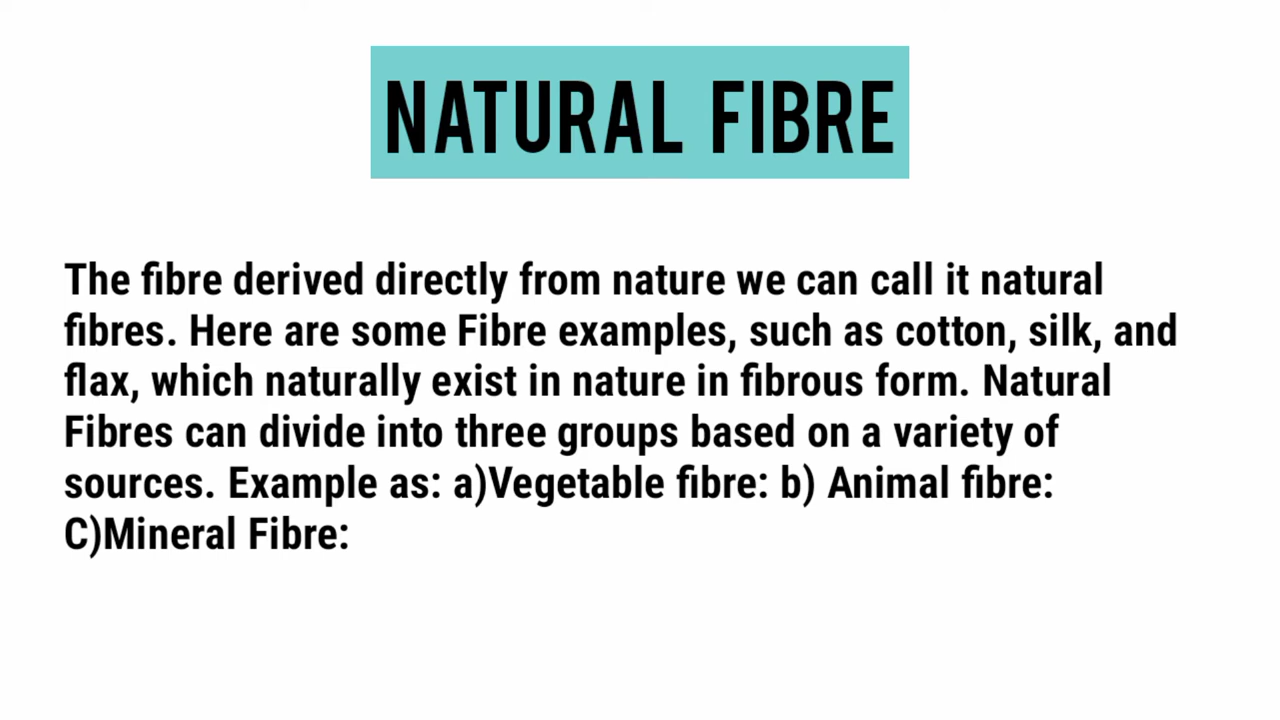 NATURAL FIBRE
The fibre derived directly from nature we can call it natural
fibres. Here are some Fibre examples, such as cotton, silk, and
flax, which naturally exist in nature in fibrous form. Natural
Fibres can divide into three groups based on a variety of
sources. Example as: a)Vegetable fibre: b) Animal fibre:
C)Mineral Fibre: